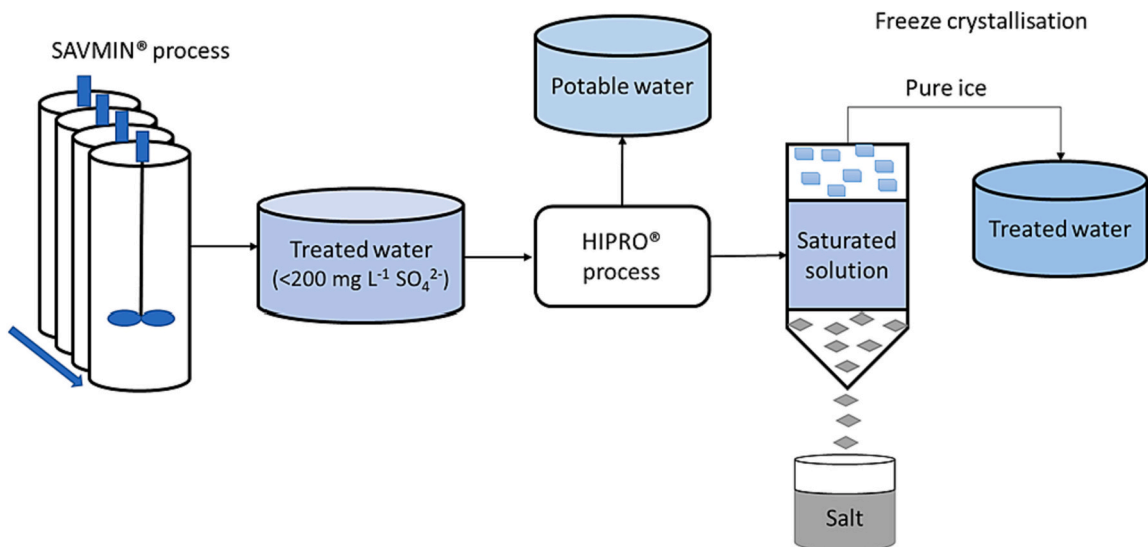 SAVMIN® process
Treated water
(<200 mg L⁻¹ SO₄²⁻)
Potable water
HIPRO®
process
Freeze crystallisation
Pure ice
Saturated
solution
Treated water
Salt